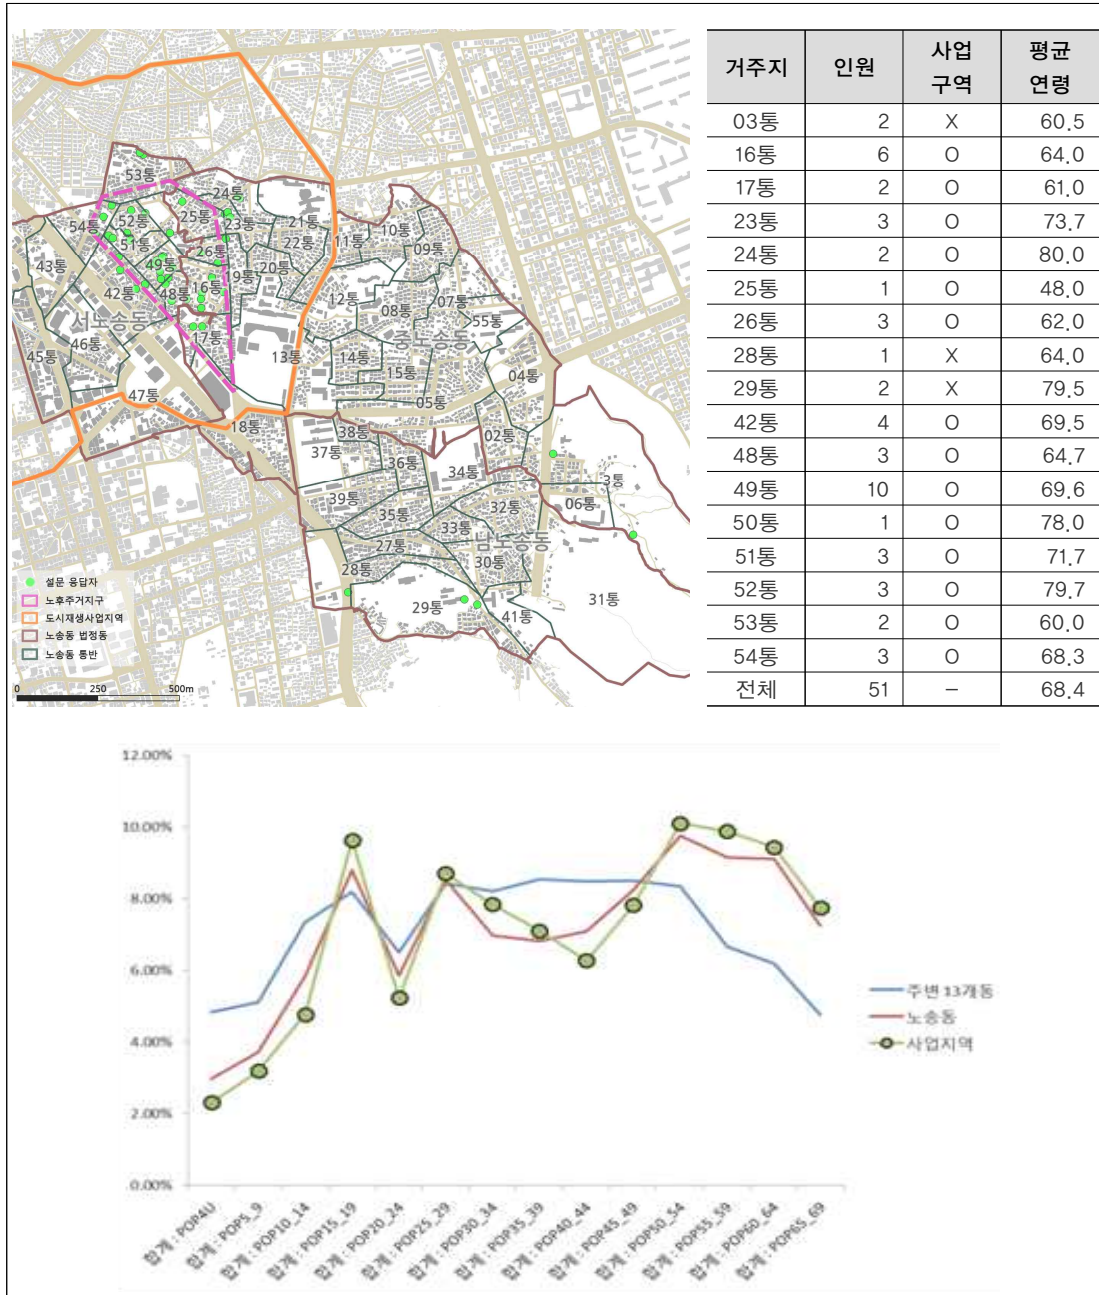 53통
24통
25통
54통
52통
23통
21통
51통
22통
11통
10통
09통
43통
26통
49통
19통
20통
42통
48통
16통
12통
08통
07통
서노송동
55통
중노송동
46통
17통
13통
14통
45통
15통
04통
47통
05통
18통
38통
02통
37통
36통
34통
3통
39통
32통
06통
35통
33통
남노송동
27통
30통
28통
29통
31통
41통
설문 응답자
노후주거지구
도시재생사업지역
노송동 법정동
노송동 통반
0 250 500m
거주지 인원 사업 구역 평균 연령
03통 2 X 60.5
16통 6 O 64.0
17통 2 O 61.0
23통 3 O 73.7
24통 2 O 80.0
25통 1 O 48.0
26통 3 O 62.0
28통 1 X 64.0
29통 2 X 79.5
42통 4 O 69.5
48통 3 O 64.7
49통 10 O 69.6
50통 1 O 78.0
51통 3 O 71.7
52통 3 O 79.7
53통 2 O 60.0
54통 3 O 68.3
전체 51 – 68.4
12.00%
10.00%
8.00%
6.00%
4.00%
2.00%
0.00%
주변 13개동
노송동
사업지역
합계 : POP4U
합계 : POP5_9
합계 : POP10_14
합계 : POP15_19
합계 : POP20_24
합계 : POP25_29
합계 : POP30_34
합계 : POP35_39
합계 : POP40_44
합계 : POP45_49
합계 : POP50_54
합계 : POP55_59
합계 : POP60_64
합계 : POP65_69